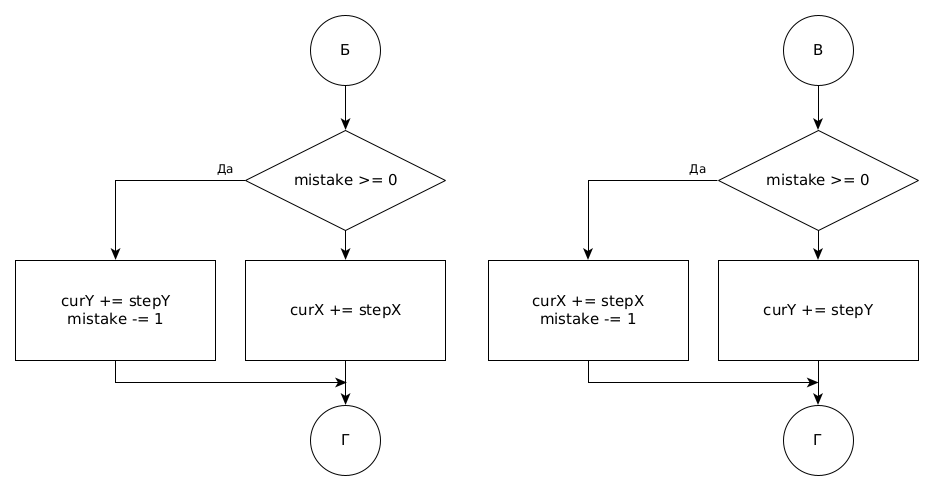 Б
Да
mistake >= 0
curY += stepY
mistake -= 1
curX += stepX
Г
В
Да
mistake >= 0
curX += stepX
mistake -= 1
curY += stepY
Г